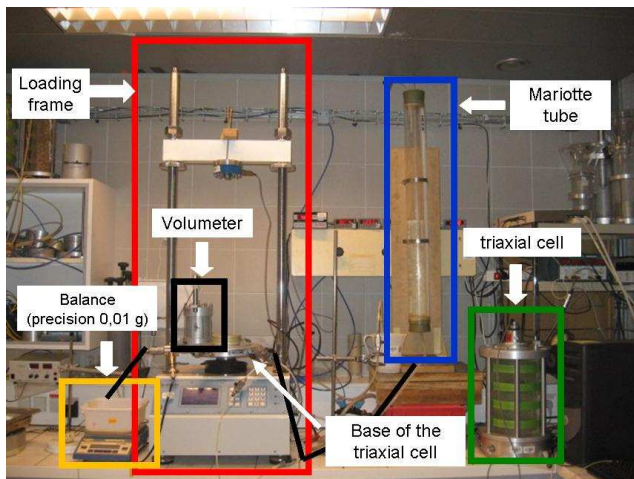 Loading
frame
Mariotte
tube
Volumeter
triaxial cell
Balance
(precision 0,01 g)
Base of the
triaxial cell